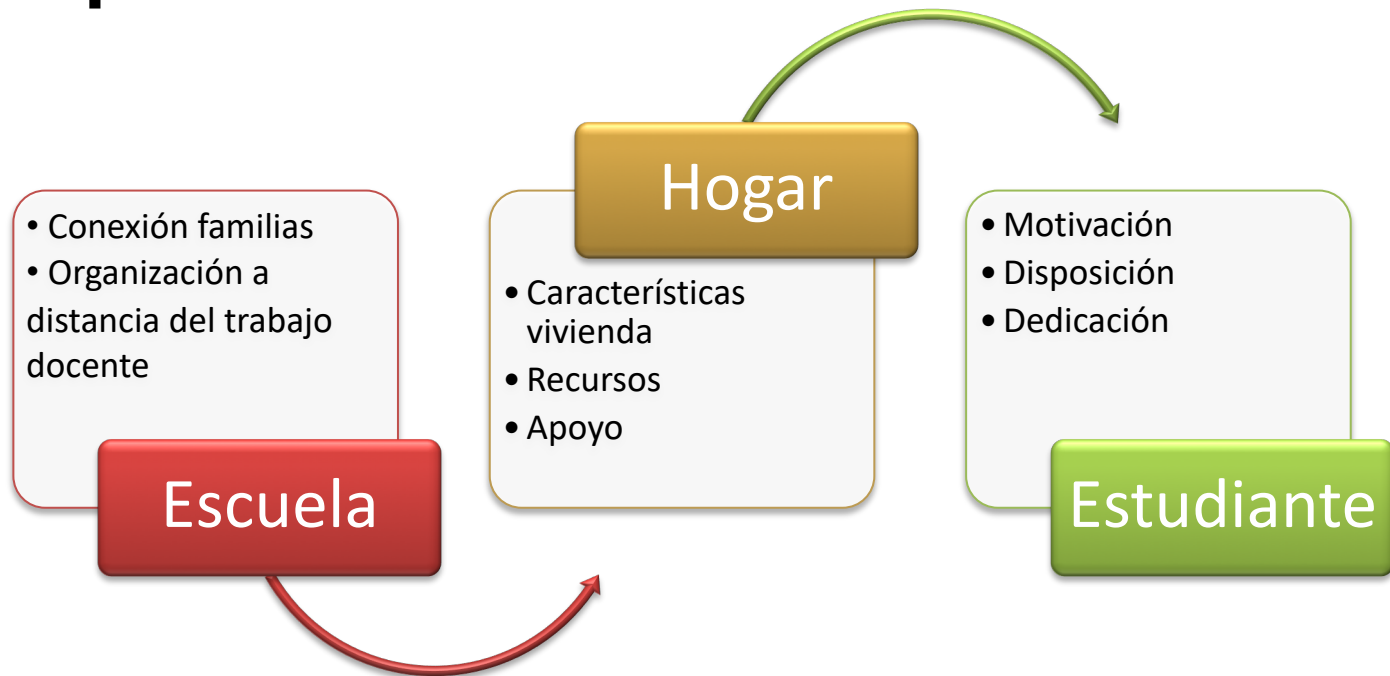 • Conexión familias
• Organización a
distancia del trabajo
docente
Escuela
Hogar
• Características
vivienda
• Recursos
• Apoyo
• Motivación
• Disposición
• Dedicación
Estudiante